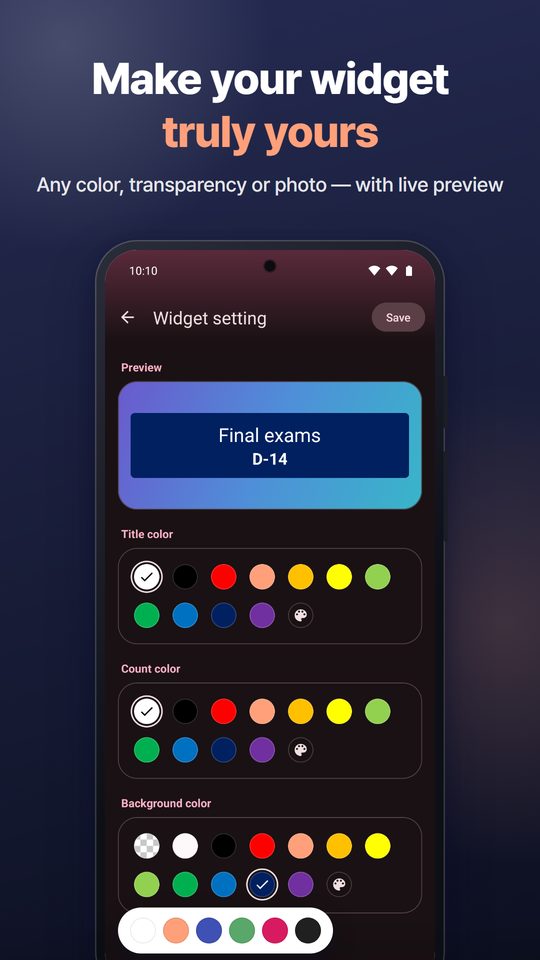 Make your widget
truly yours
Any color, transparency or photo — with live preview
10:10
Widget setting
Save
Preview
Final exams
D-14
Title color
Count color
Background color